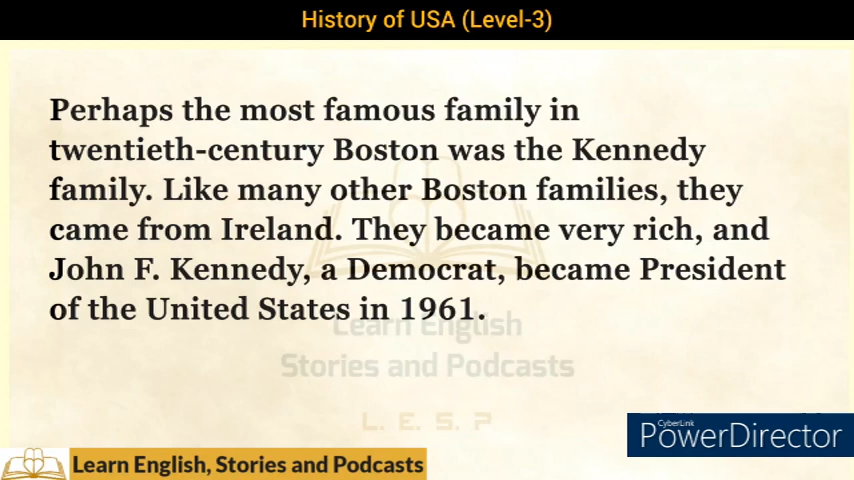 History of USA (Level-3)
Perhaps the most famous family in
twentieth-century Boston was the Kennedy
family. Like many other Boston families, they
came from Ireland. They became very rich, and
John F. Kennedy, a Democrat, became President
of the United States in 1961.
Learn English
Stories and Podcasts
L. E. S. P
CyberLink
PowerDirector
Learn English, Stories and Podcasts